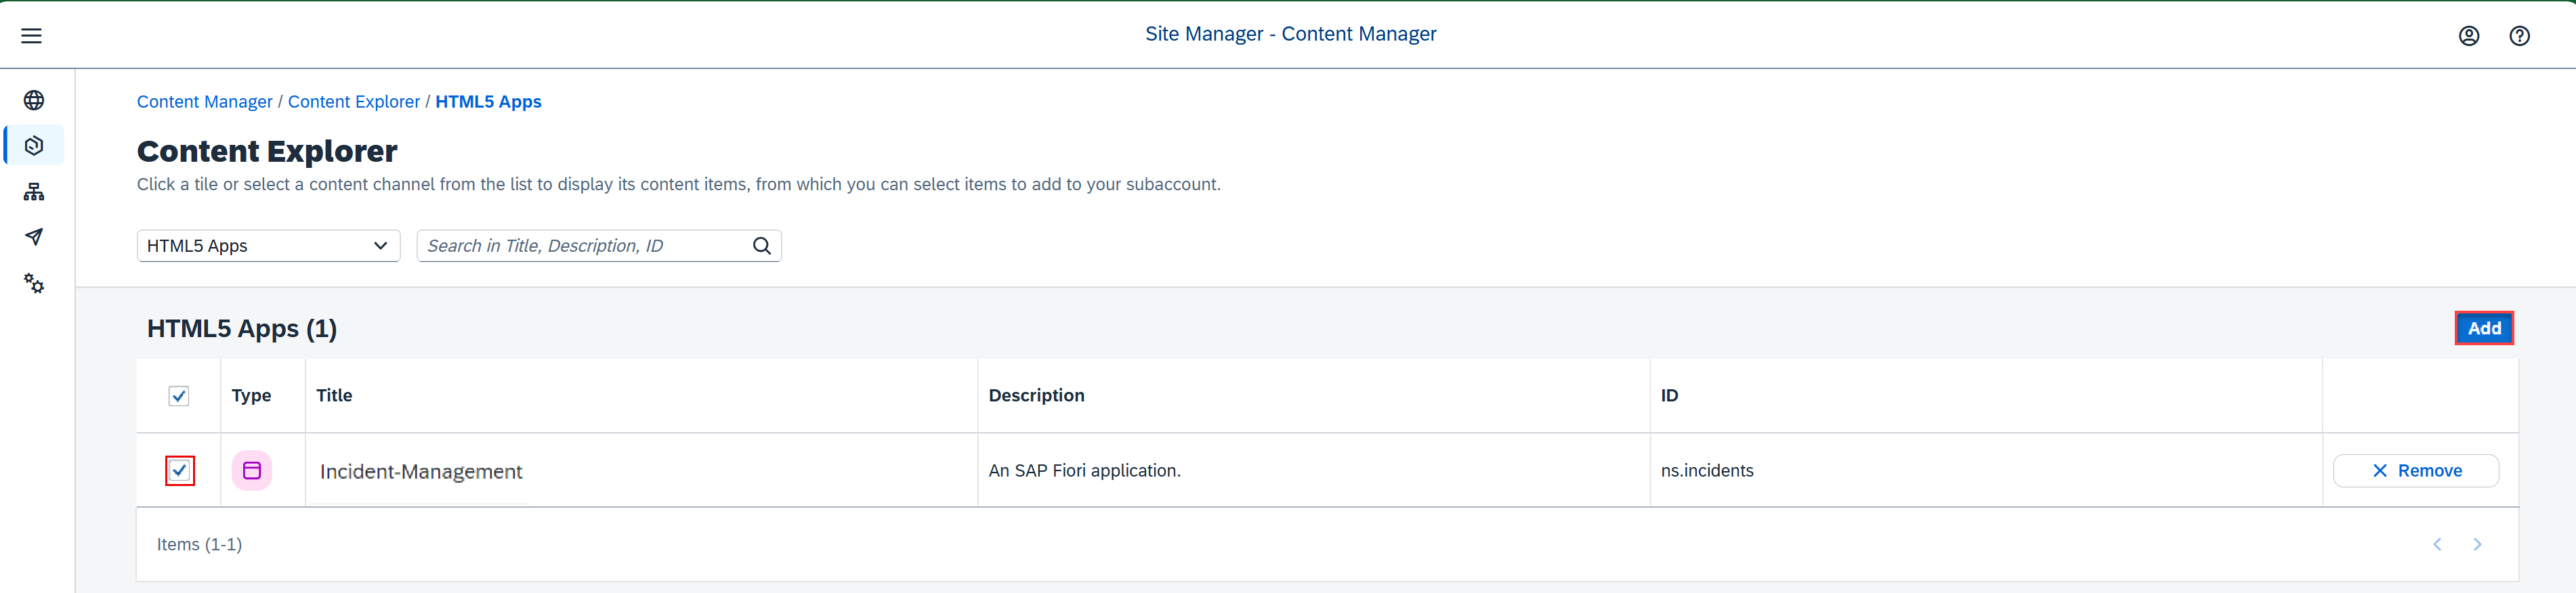 Site Manager - Content Manager
Content Manager / Content Explorer / HTML5 Apps
Content Explorer
Click a tile or select a content channel from the list to display its content items, from which you can select items to add to your subaccount.
HTML5 Apps Search in Title, Description, ID
HTML5 Apps (1) Add
Type Title Description ID
Incident-Management An SAP Fiori application. ns.incidents Remove
Items (1-1)